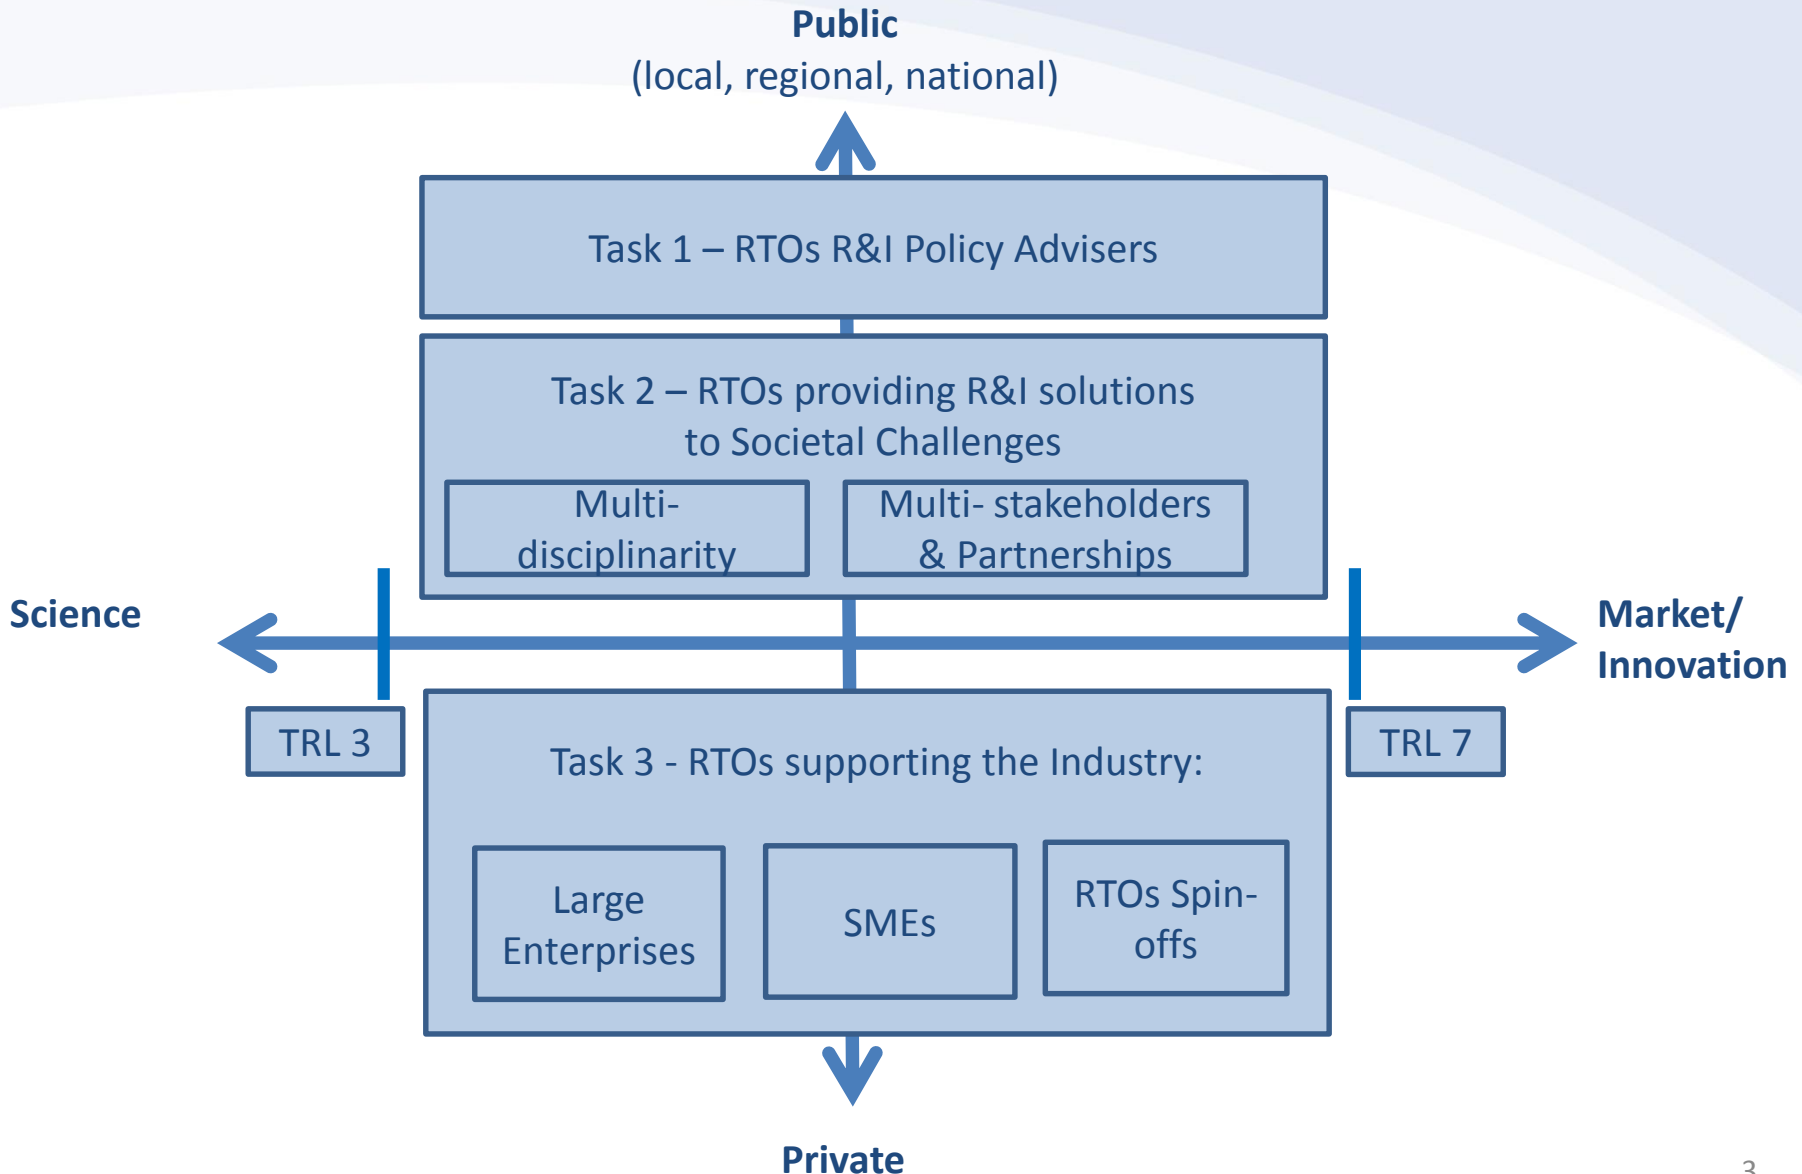 Public
(local, regional, national)
Task 1 – RTOs R&I Policy Advisers
Task 2 – RTOs providing R&I solutions
to Societal Challenges
Multi-
disciplinarity
Multi- stakeholders
& Partnerships
Science
Market/
Innovation
TRL 3
TRL 7
Task 3 - RTOs supporting the Industry:
Large
Enterprises
SMEs
RTOs Spin-
offs
Private
3